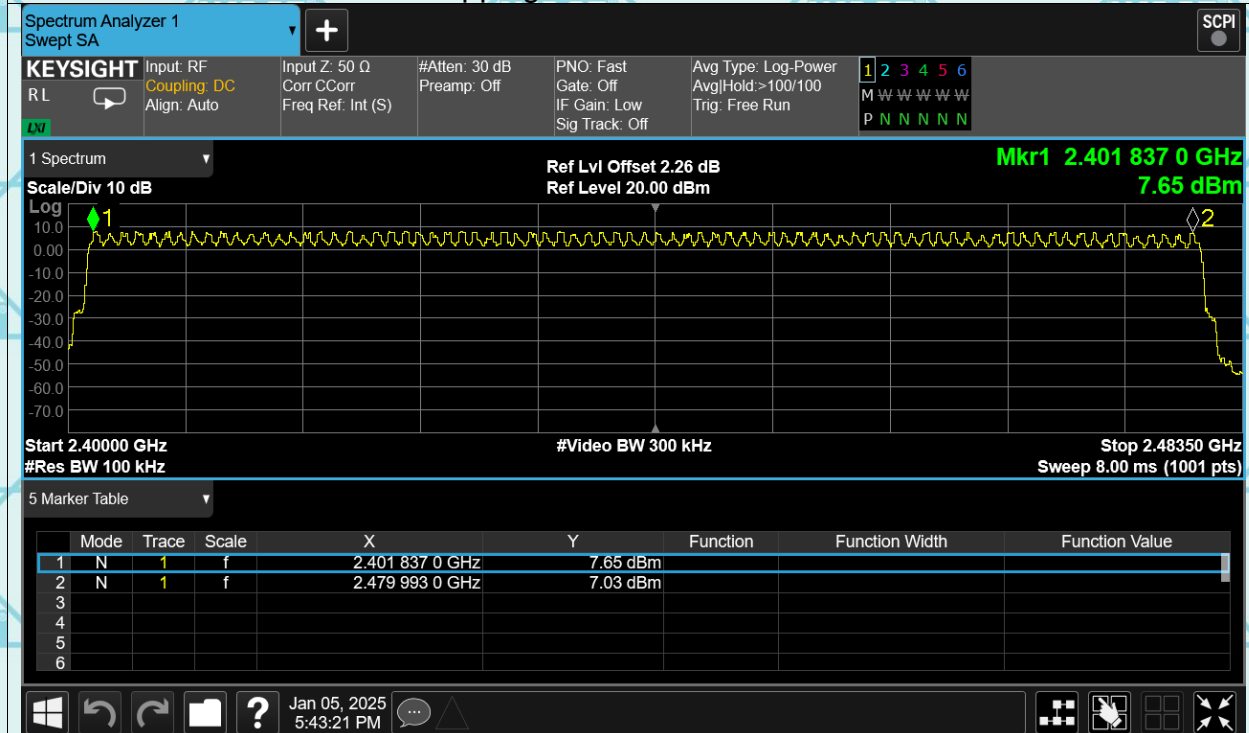 Spectrum Analyzer 1
Swept SA
SCPI
KEYSIGHT Input: RF Input Z: 50 Ω #Atten: 30 dB PNO: Fast Avg Type: Log-Power 1 2 3 4 5 6
R L Coupling: DC Corr CCorr Preamp: Off Gate: Off Avg|Hold:>100/100 M W W W W W
Align: Auto Freq Ref: Int (S) IF Gain: Low Trig: Free Run P N N N N N
LXI Sig Track: Off
1 Spectrum Ref Lvl Offset 2.26 dB Mkr1 2.401 837 0 GHz
Scale/Div 10 dB Ref Level 20.00 dBm 7.65 dBm
Log
1 2
10.0
0.00
-10.0
-20.0
-30.0
-40.0
-50.0
-60.0
-70.0
Start 2.40000 GHz #Video BW 300 kHz Stop 2.48350 GHz
#Res BW 100 kHz Sweep 8.00 ms (1001 pts)
5 Marker Table
Mode Trace Scale X Y Function Function Width Function Value
1 N 1 f 2.401 837 0 GHz 7.65 dBm
2 N 1 f 2.479 993 0 GHz 7.03 dBm
3
4
5
6
? Jan 05, 2025
5:43:21 PM